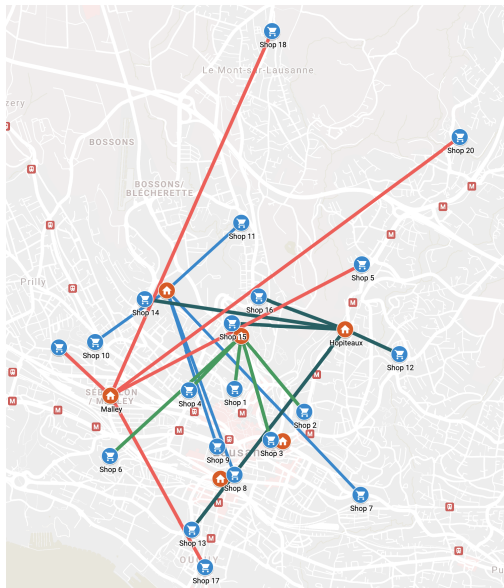 Shop 18
Le Mont-sur-Lausanne
zery
Shop 20
BOSSONS
BOSSONS/
BLÉCHERETTE
Shop 11
Shop 5
Prilly
Shop 14
Shop 16
Shop 15
Hôpiteaux
Shop 10
Shop 12
Malley
Shop 4
Shop 1
Shop 2
Shop 6
Shop 9
Shop 3
Shop 8
Shop 7
Shop 13
Shop 17